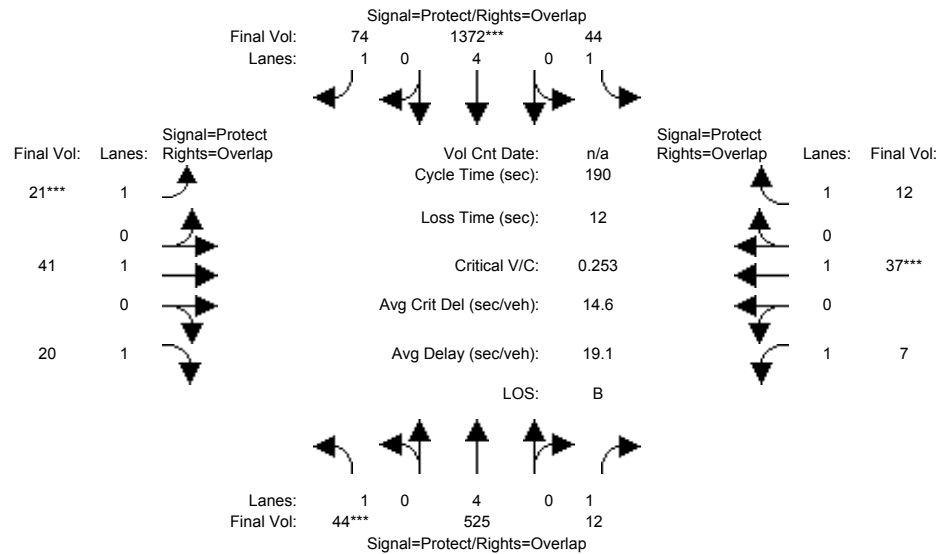 Signal=Protect/Rights=Overlap
Final Vol: 74 1372*** 44
Lanes: 1 0 4 0 1
Signal=Protect
Rights=Overlap
Signal=Protect
Rights=Overlap
Final Vol: Lanes: Vol Cnt Date: n/a Lanes: Final Vol:
Cycle Time (sec): 190
21*** 1 1 12
Loss Time (sec): 12
0 0
41 1 Critical V/C: 0.253 1 37***
0 Avg Crit Del (sec/veh): 14.6 0
20 1 Avg Delay (sec/veh): 19.1 1 7
LOS: B
Lanes: 1 0 4 0 1
Final Vol: 44*** 525 12
Signal=Protect/Rights=Overlap